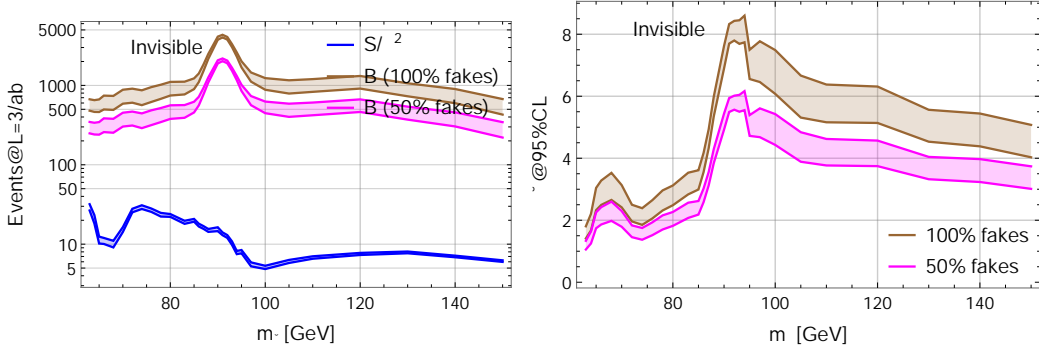 Invisible
S/ 2
B (100% fakes)
B (50% fakes)
Events@L=3/ab
5000
1000
500
100
50
10
5
80
100
120
140
m [GeV]
Invisible
@95%CL
8
6
4
2
0
100% fakes
50% fakes
80
100
120
140
m [GeV]